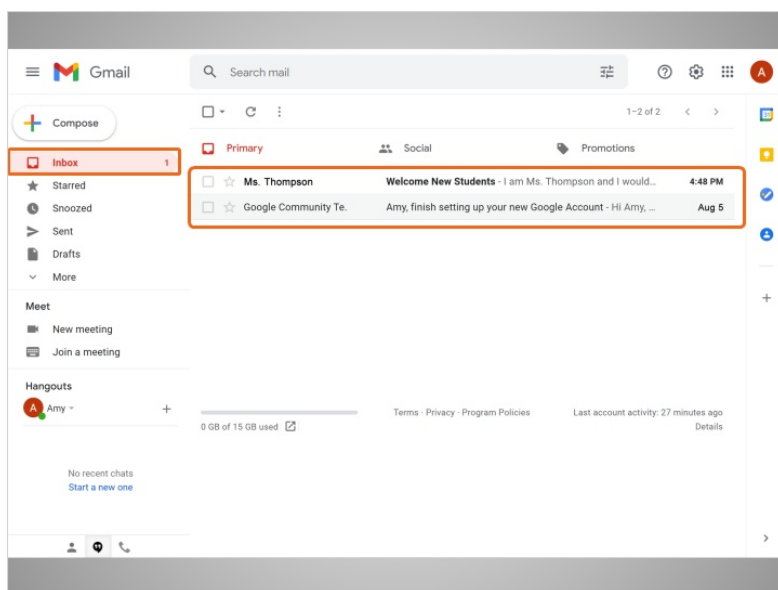 Gmail
Search mail
A
Compose
1–2 of 2
Primary
Social
Promotions
Inbox 1
Ms. Thompson Welcome New Students - I am Ms. Thompson and I would... 4:48 PM
Starred
Google Community Te. Amy, finish setting up your new Google Account - Hi Amy, ... Aug 5
Snoozed
Sent
Drafts
More
Meet
New meeting
Join a meeting
Hangouts
A Amy
0 GB of 15 GB used
Terms · Privacy · Program Policies
Last account activity: 27 minutes ago
Details
No recent chats
Start a new one